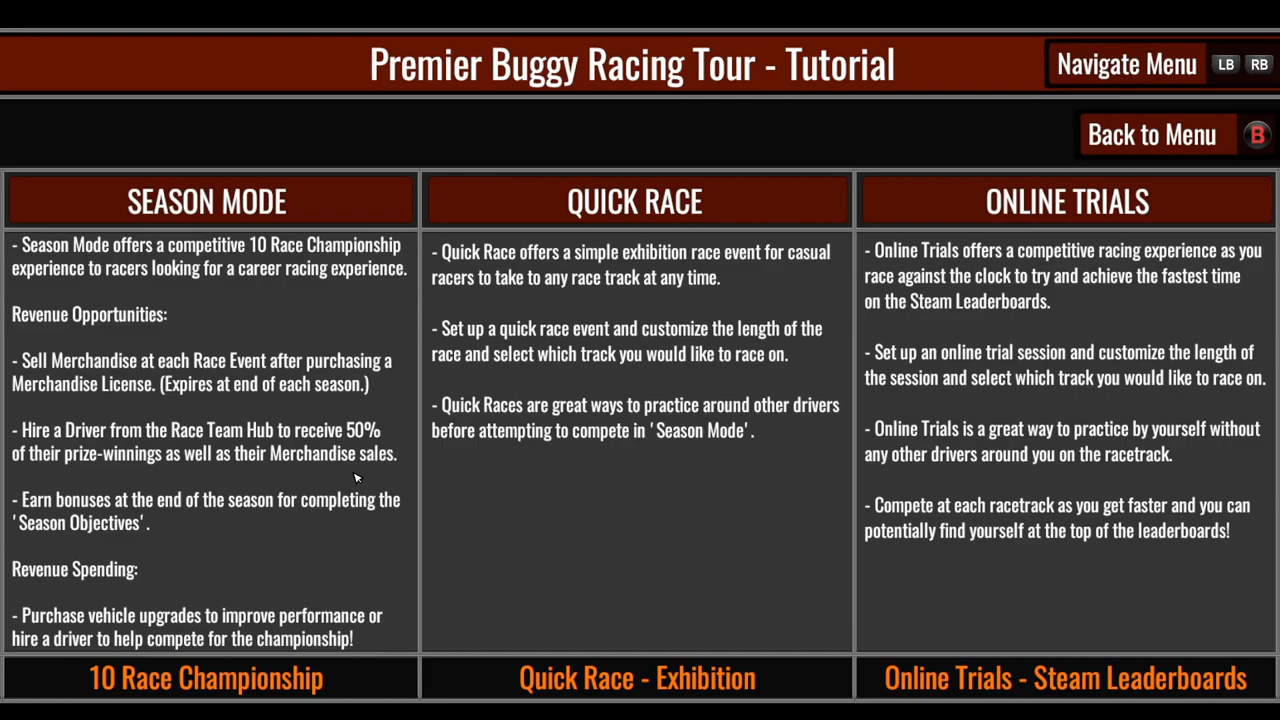 Premier Buggy Racing Tour - Tutorial
Navigate Menu LB RB
Back to Menu B
SEASON MODE
- Season Mode offers a competitive 10 Race Championship
experience to racers looking for a career racing experience.
Revenue Opportunities:
- Sell Merchandise at each Race Event after purchasing a
Merchandise License. (Expires at end of each season.)
- Hire a Driver from the Race Team Hub to receive 50%
of their prize-winnings as well as their Merchandise sales.
- Earn bonuses at the end of the season for completing the
'Season Objectives'.
Revenue Spending:
- Purchase vehicle upgrades to improve performance or
hire a driver to help compete for the championship!
10 Race Championship
QUICK RACE
- Quick Race offers a simple exhibition race event for casual
racers to take to any race track at any time.
- Set up a quick race event and customize the length of the
race and select which track you would like to race on.
- Quick Races are great ways to practice around other drivers
before attempting to compete in 'Season Mode'.
Quick Race - Exhibition
ONLINE TRIALS
- Online Trials offers a competitive racing experience as you
race against the clock to try and achieve the fastest time
on the Steam Leaderboards.
- Set up an online trial session and customize the length of
the session and select which track you would like to race on.
- Online Trials is a great way to practice by yourself without
any other drivers around you on the racetrack.
- Compete at each racetrack as you get faster and you can
potentially find yourself at the top of the leaderboards!
Online Trials - Steam Leaderboards